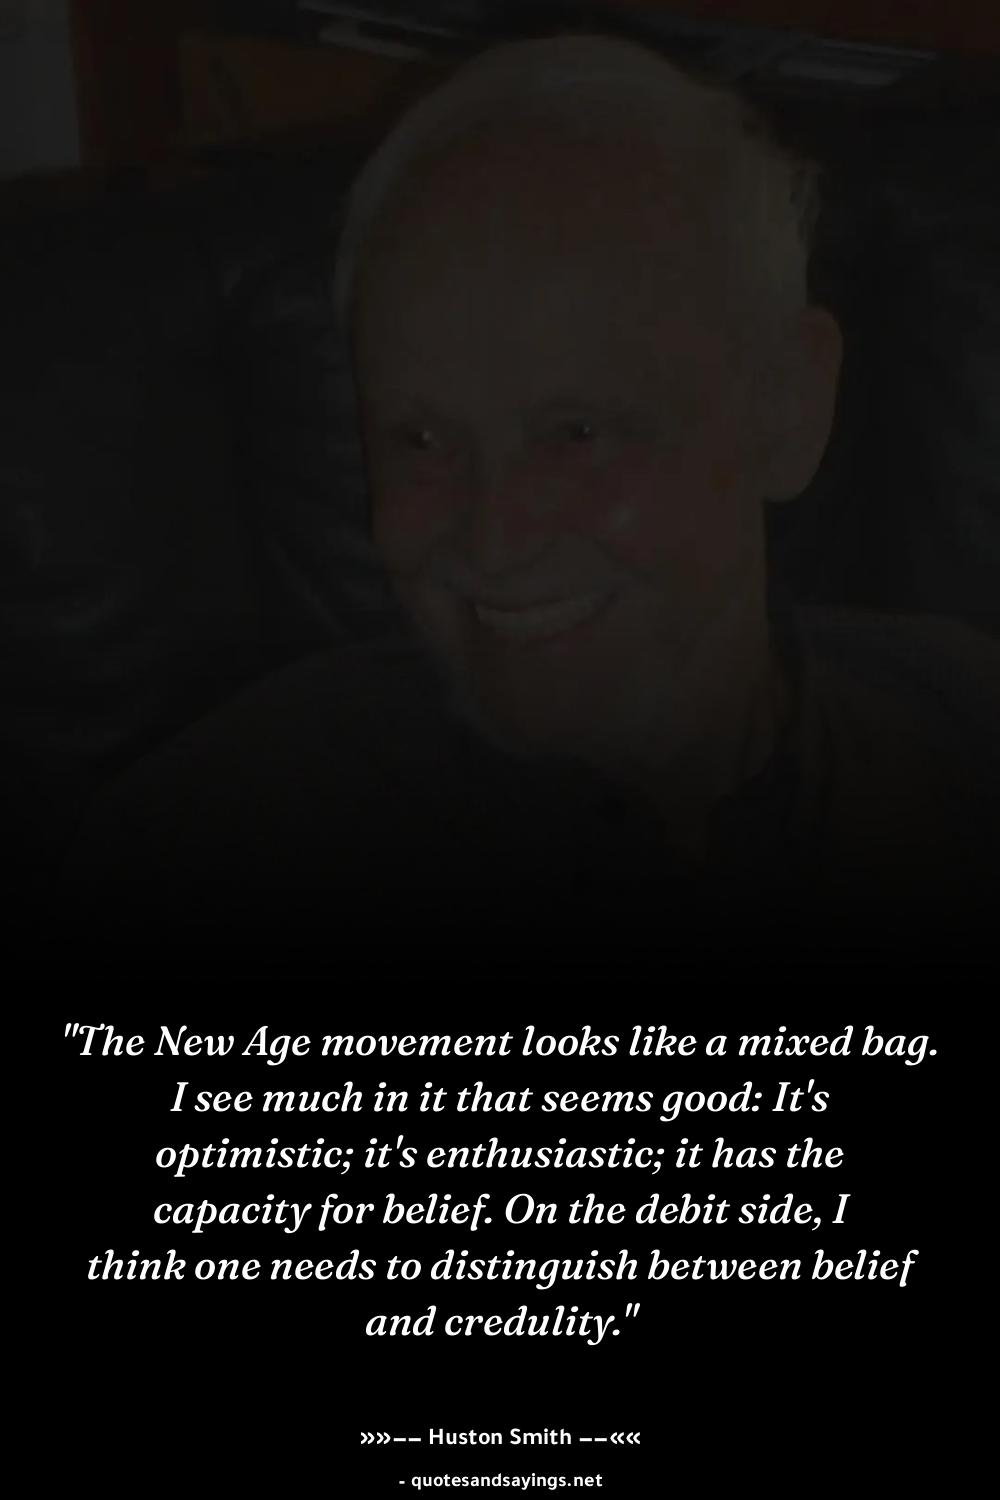 "The New Age movement looks like a mixed bag.
I see much in it that seems good: It's
optimistic; it's enthusiastic; it has the
capacity for belief. On the debit side, I
think one needs to distinguish between belief
and credulity."
»»−− Huston Smith −−««
- quotesandsayings.net